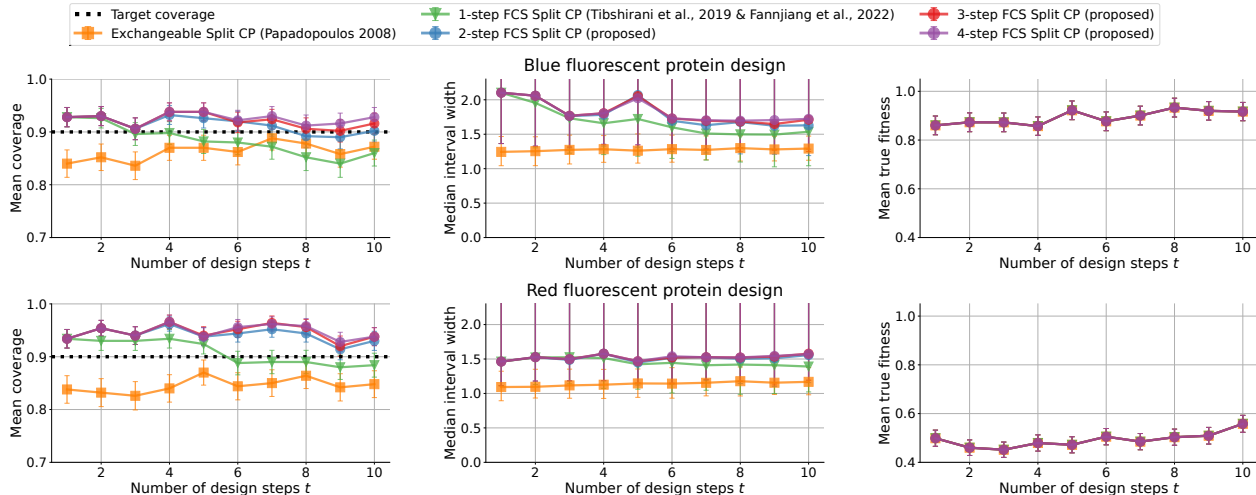 Target coverage
Exchangeable Split CP (Papadopoulos 2008)
1-step FCS Split CP (Tibshirani et al., 2019 & Fannjiang et al., 2022)
2-step FCS Split CP (proposed)
3-step FCS Split CP (proposed)
4-step FCS Split CP (proposed)
Blue fluorescent protein design
Mean coverage
1.0
0.9
0.8
0.7
2 4 6 8 10
Number of design steps t
Median interval width
2.0
1.5
1.0
0.5
0.0
2 4 6 8 10
Number of design steps t
Mean true fitness
1.0
0.8
0.6
0.4
2 4 6 8 10
Number of design steps t
Red fluorescent protein design
Mean coverage
1.0
0.9
0.8
0.7
2 4 6 8 10
Number of design steps t
Median interval width
2.0
1.5
1.0
0.5
0.0
2 4 6 8 10
Number of design steps t
Mean true fitness
1.0
0.8
0.6
0.4
2 4 6 8 10
Number of design steps t